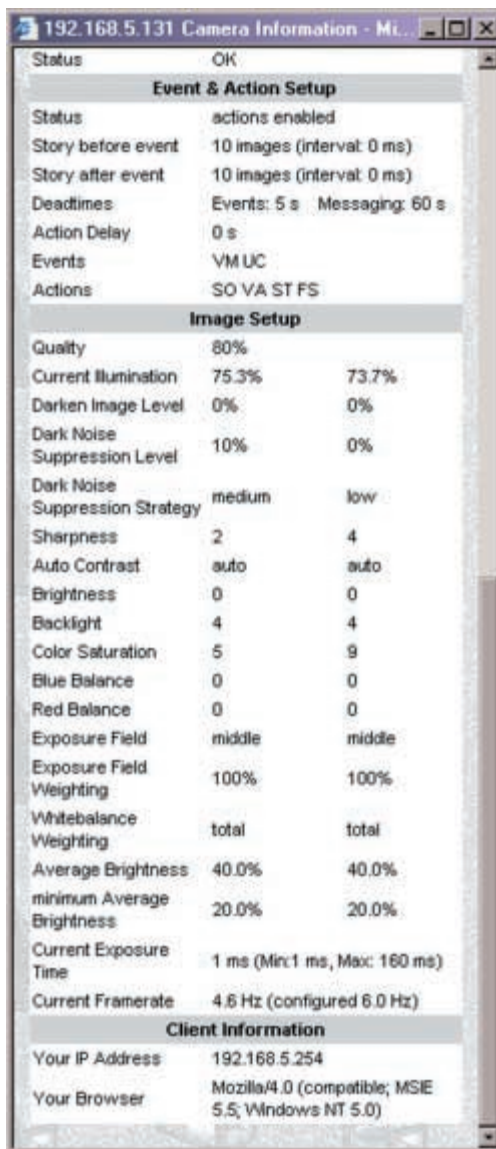 192.168.5.131 Camera Information - Mi...
Status OK
Event & Action Setup
Status actions enabled
Story before event 10 images (interval: 0 ms)
Story after event 10 images (interval: 0 ms)
Deadtimes Events: 5 s Messaging: 60 s
Action Delay 0 s
Events VM UC
Actions SO VA ST FS
Image Setup
Quality 80%
Current Illumination 75.3% 73.7%
Darken Image Level 0% 0%
Dark Noise
Suppression Level 10% 0%
Dark Noise
Suppression Strategy medium low
Sharpness 2 4
Auto Contrast auto auto
Brightness 0 0
Backlight 4 4
Color Saturation 5 9
Blue Balance 0 0
Red Balance 0 0
Exposure Field middle middle
Exposure Field
Weighting 100% 100%
Whitebalance
Weighting total total
Average Brightness 40.0% 40.0%
minimum Average
Brightness 20.0% 20.0%
Current Exposure
Time 1 ms (Min:1 ms, Max: 160 ms)
Current Framerate 4.6 Hz (configured 6.0 Hz)
Client Information
Your IP Address 192.168.5.254
Your Browser Mozilla/4.0 (compatible; MSIE
5.5; Windows NT 5.0)